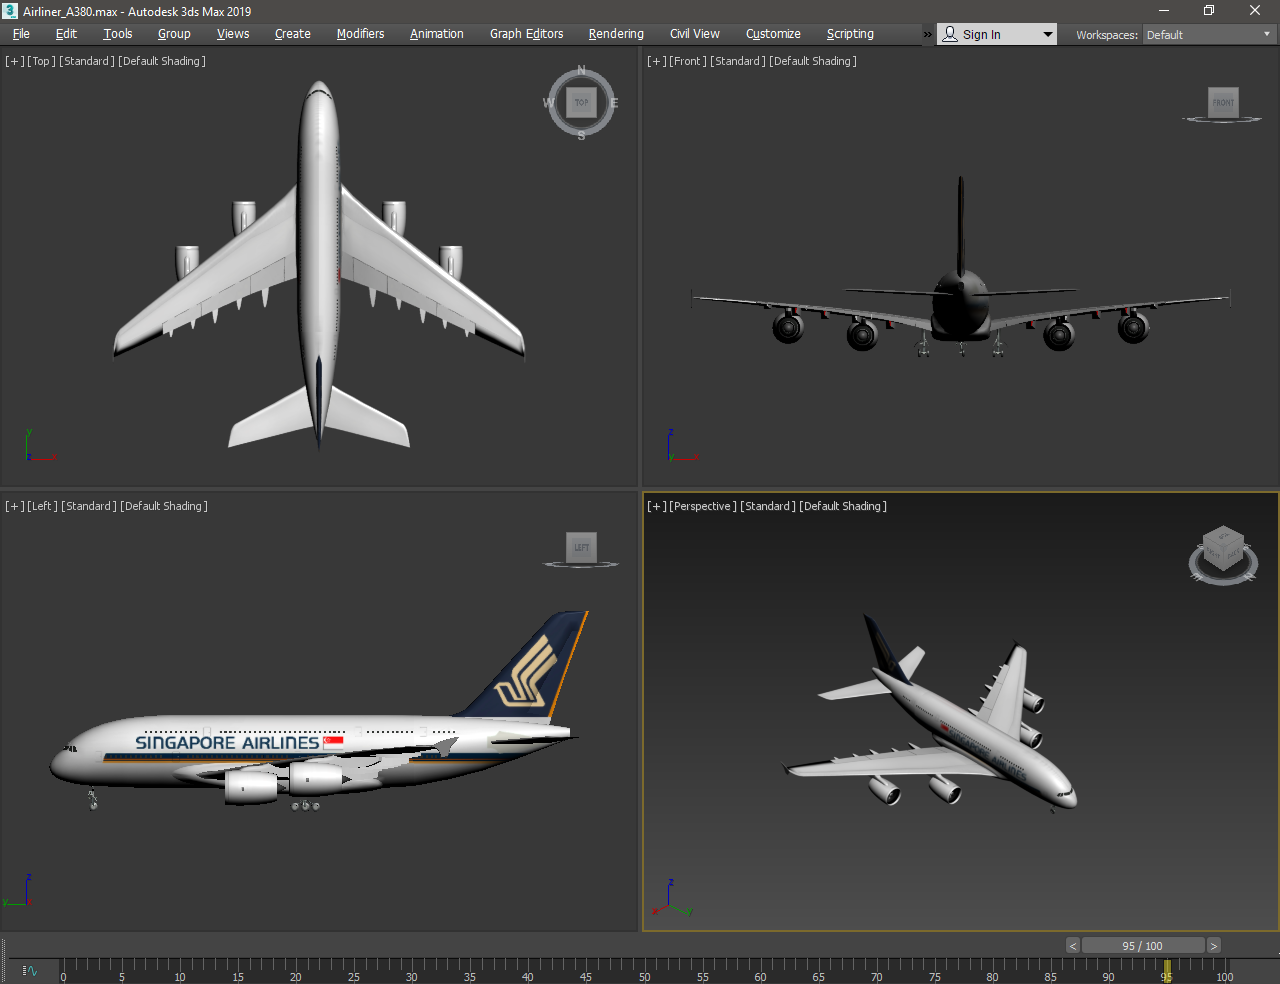 Airliner_A380.max - Autodesk 3ds Max 2019
File Edit Tools Group Views Create Modifiers Animation Graph Editors Rendering Civil View Customize Scripting » Sign In Workspaces: Default
[+] [Top] [Standard] [Default Shading]
N
W TOP E
S
y
z x
[+] [Front] [Standard] [Default Shading]
FRONT
z
y x
[+] [Left] [Standard] [Default Shading]
LEFT
SINGAPORE AIRLINES
z
y x
[+] [Perspective] [Standard] [Default Shading]
z
x y
< 95 / 100 >
0 5 10 15 20 25 30 35 40 45 50 55 60 65 70 75 80 85 90 95 100